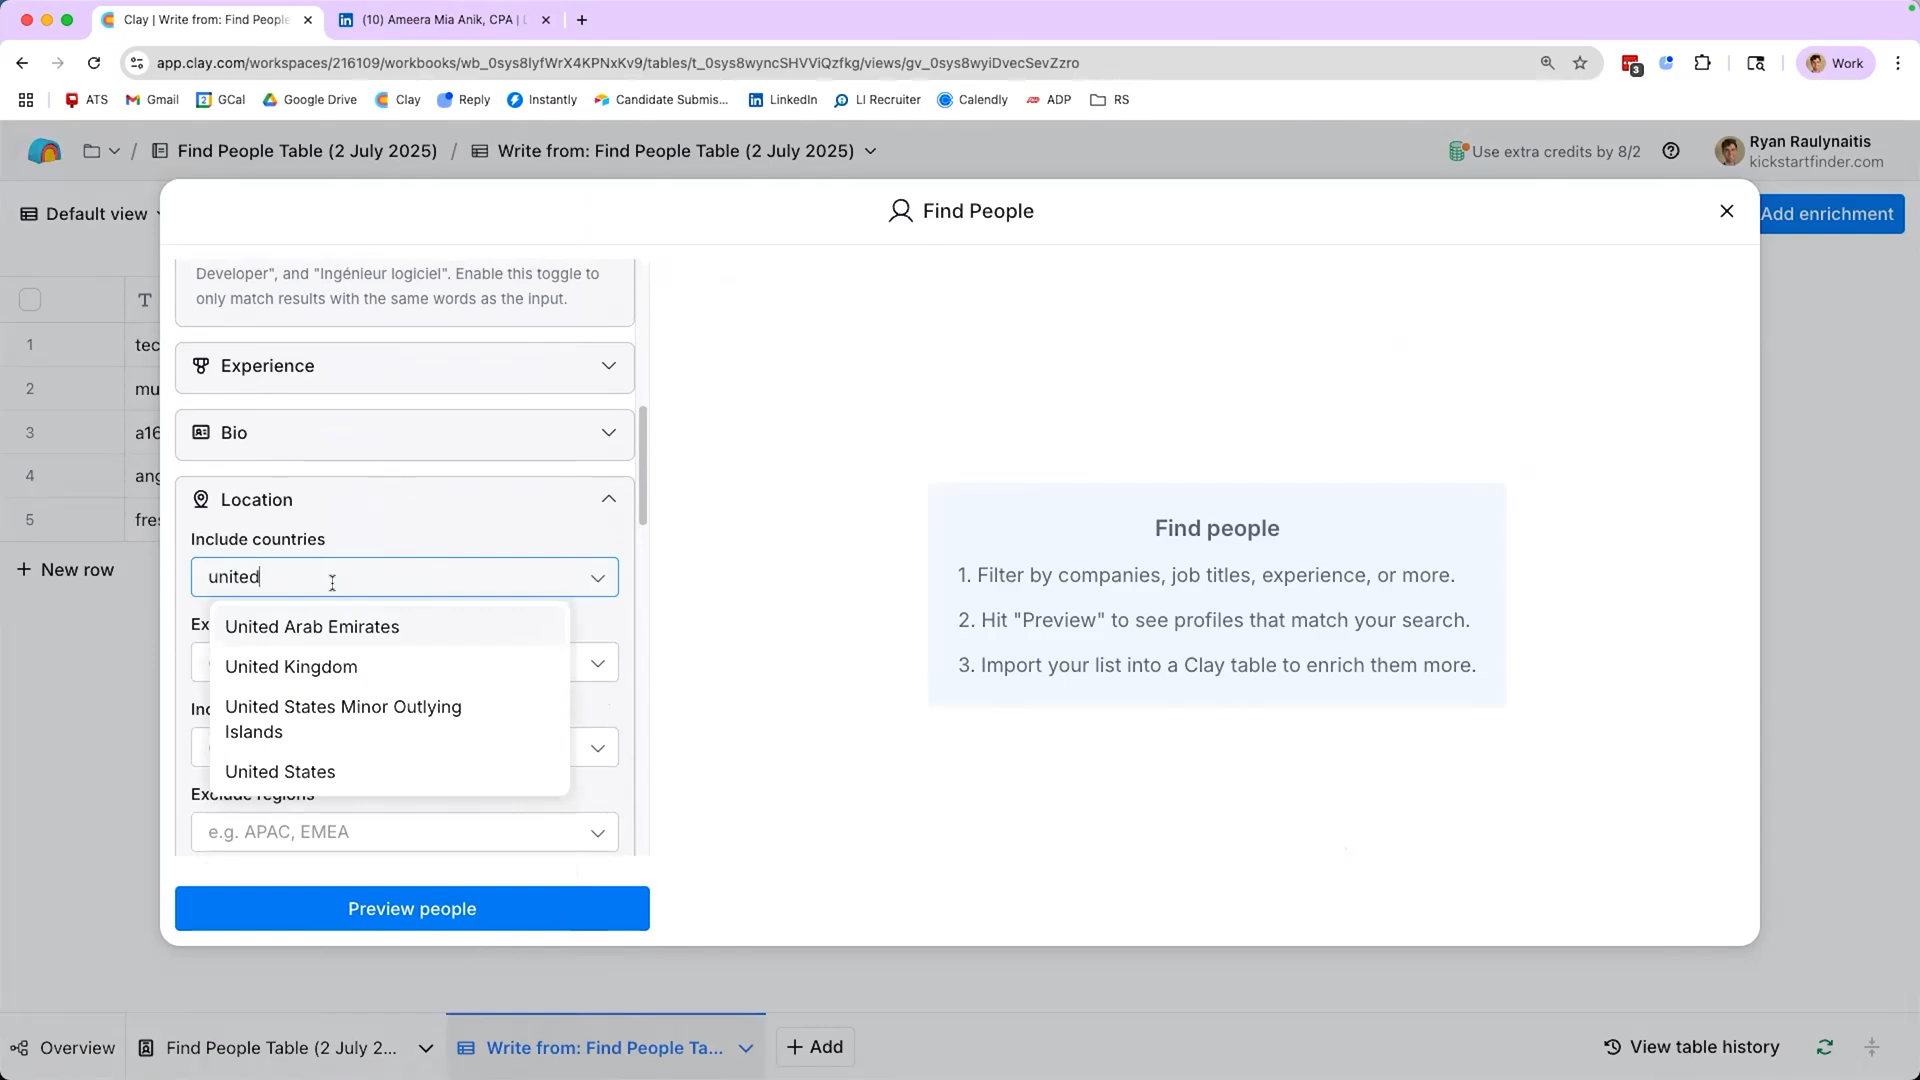 Clay | Write from: Find People
(10) Ameera Mia Anik, CPA |
app.clay.com/workspaces/216109/workbooks/wb_0sys8lyfWrX4KPNxKv9/tables/t_0sys8wyncSHVViQzfkg/views/gv_0sys8wyiDvecSevZzro
3
Work
ATS
Gmail
GCal
Google Drive
Clay
Reply
Instantly
Candidate Submis...
LinkedIn
LI Recruiter
Calendly
ADP
RS
/ Find People Table (2 July 2025) / Write from: Find People Table (2 July 2025)
Use extra credits by 8/2
Ryan Raulynaitis
kickstartfinder.com
Default view
Find People
Add enrichment
T
1 tec
2 mu
3 a16
4 ang
5 fres
+ New row
Developer", and "Ingénieur logiciel". Enable this toggle to
only match results with the same words as the input.
Experience
Bio
Location
Include countries
united
Ex
United Arab Emirates
United Kingdom
Inc
United States Minor Outlying
Islands
United States
Exclude regions
e.g. APAC, EMEA
Preview people
Find people
1. Filter by companies, job titles, experience, or more.
2. Hit "Preview" to see profiles that match your search.
3. Import your list into a Clay table to enrich them more.
Overview
Find People Table (2 July 2...
Write from: Find People Ta...
+ Add
View table history